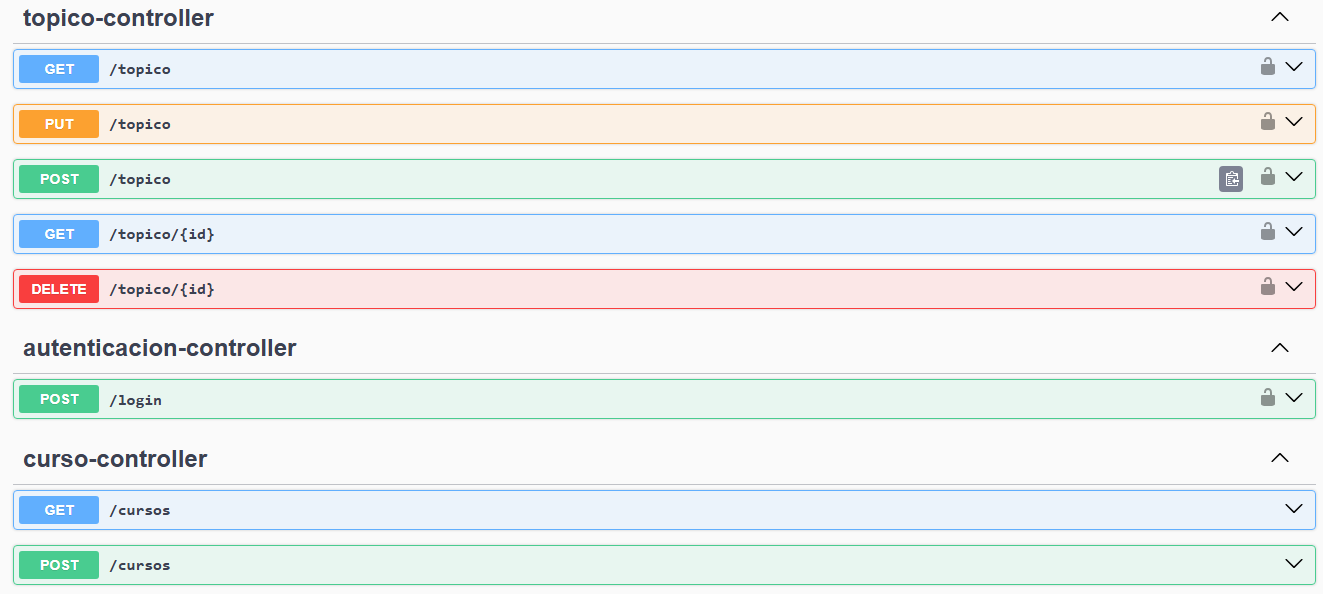 topico-controller
GET /topico
PUT /topico
POST /topico
GET /topico/{id}
DELETE /topico/{id}
autenticacion-controller
POST /login
curso-controller
GET /cursos
POST /cursos